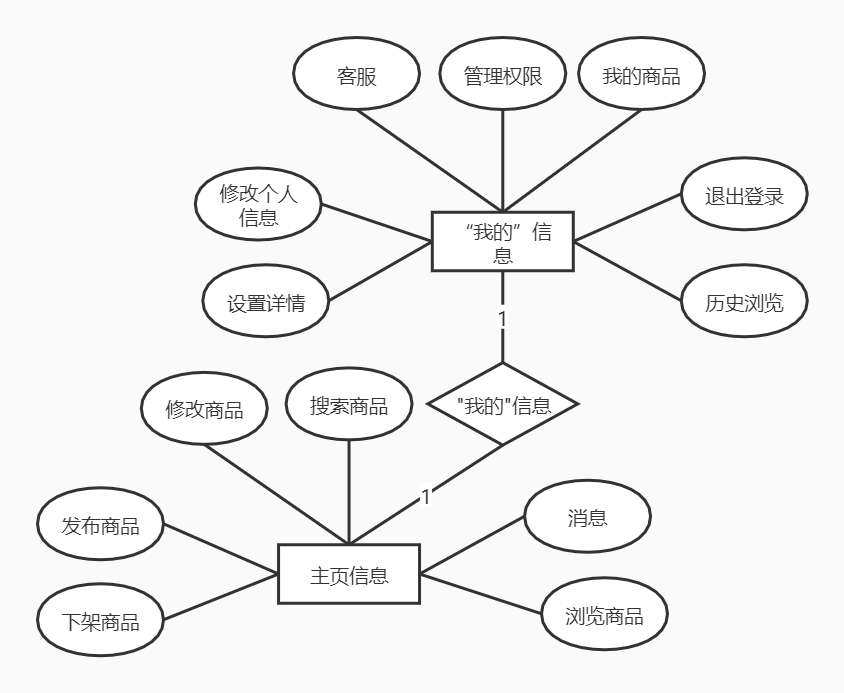 客服
管理权限
我的商品
修改个人
信息
退出登录
“我的”信
息
设置详情
历史浏览
1
修改商品
搜索商品
"我的"信息
1
发布商品
消息
主页信息
下架商品
浏览商品